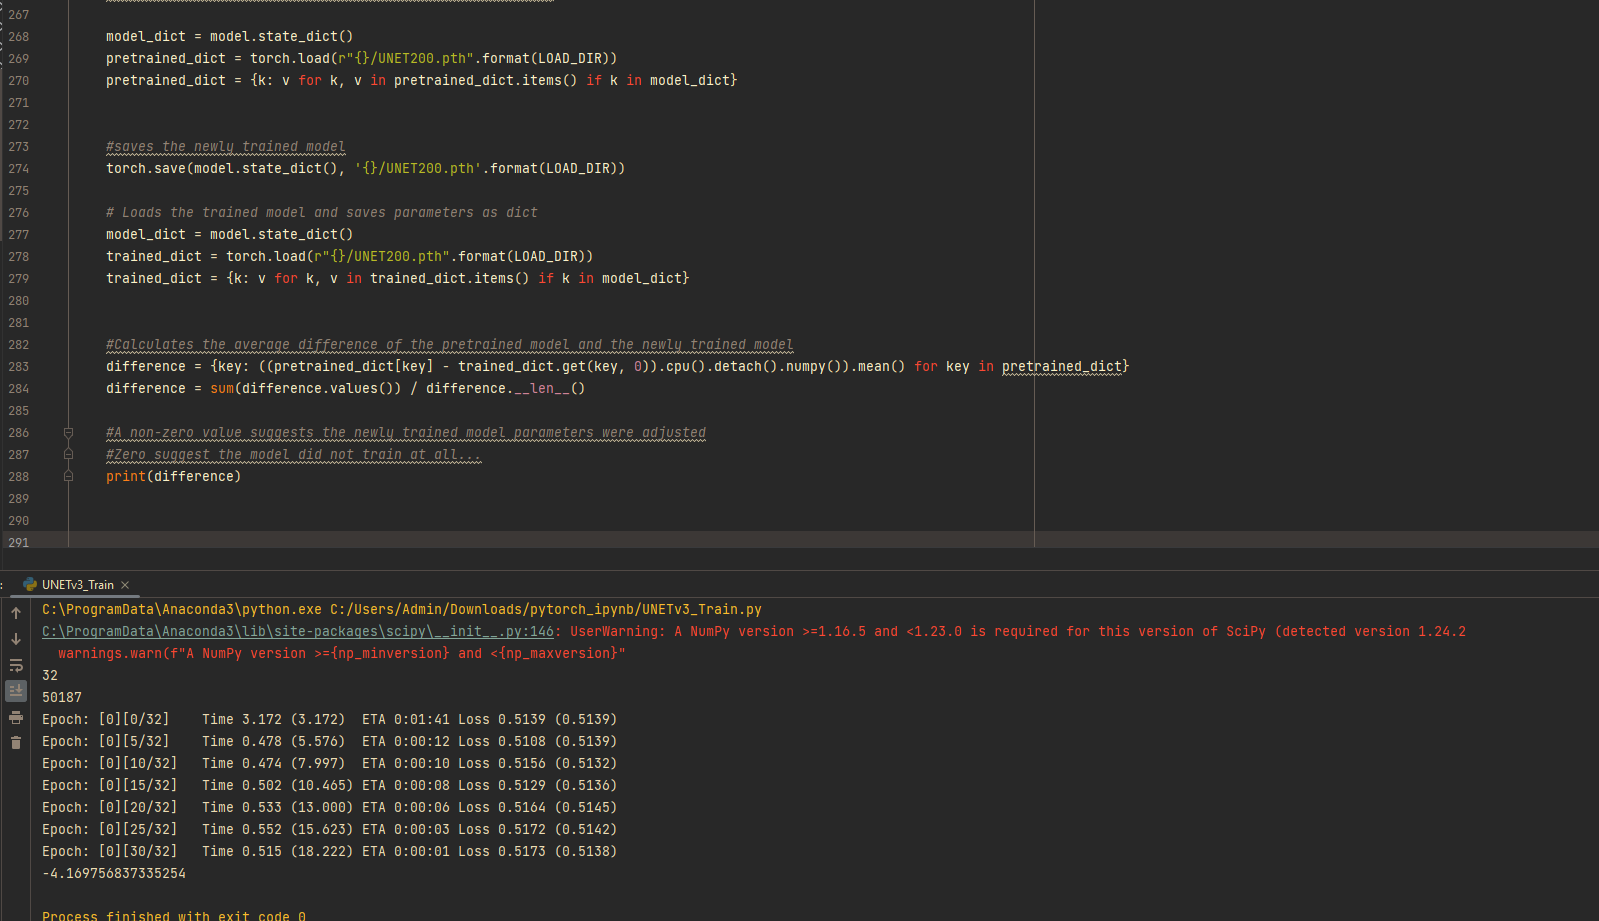 267
268 model_dict = model.state_dict()
269 pretrained_dict = torch.load(r"{}/UNET200.pth".format(LOAD_DIR))
270 pretrained_dict = {k: v for k, v in pretrained_dict.items() if k in model_dict}
271
272
273 #saves the newly trained model
274 torch.save(model.state_dict(), '{}/UNET200.pth'.format(LOAD_DIR))
275
276 # Loads the trained model and saves parameters as dict
277 model_dict = model.state_dict()
278 trained_dict = torch.load(r"{}/UNET200.pth".format(LOAD_DIR))
279 trained_dict = {k: v for k, v in trained_dict.items() if k in model_dict}
280
281
282 #Calculates the average difference of the pretrained model and the newly trained model
283 difference = {key: ((pretrained_dict[key] - trained_dict.get(key, 0)).cpu().detach().numpy()).mean() for key in pretrained_dict}
284 difference = sum(difference.values()) / difference.__len__()
285
286 #A non-zero value suggests the newly trained model parameters were adjusted
287 #Zero suggest the model did not train at all...
288 print(difference)
289
290
291
UNETv3_Train
C:\ProgramData\Anaconda3\python.exe C:/Users/Admin/Downloads/pytorch_ipynb/UNETv3_Train.py
C:\ProgramData\Anaconda3\lib\site-packages\scipy\__init__.py:146: UserWarning: A NumPy version >=1.16.5 and <1.23.0 is required for this version of SciPy (detected version 1.24.2
warnings.warn(f"A NumPy version >={np_minversion} and <{np_maxversion}"
32
50187
Epoch: [0][0/32] Time 3.172 (3.172) ETA 0:01:41 Loss 0.5139 (0.5139)
Epoch: [0][5/32] Time 0.478 (5.576) ETA 0:00:12 Loss 0.5108 (0.5139)
Epoch: [0][10/32] Time 0.474 (7.997) ETA 0:00:10 Loss 0.5156 (0.5132)
Epoch: [0][15/32] Time 0.502 (10.465) ETA 0:00:08 Loss 0.5129 (0.5136)
Epoch: [0][20/32] Time 0.533 (13.000) ETA 0:00:06 Loss 0.5164 (0.5145)
Epoch: [0][25/32] Time 0.552 (15.623) ETA 0:00:03 Loss 0.5172 (0.5142)
Epoch: [0][30/32] Time 0.515 (18.222) ETA 0:00:01 Loss 0.5173 (0.5138)
-4.169756837335254
Process finished with exit code 0